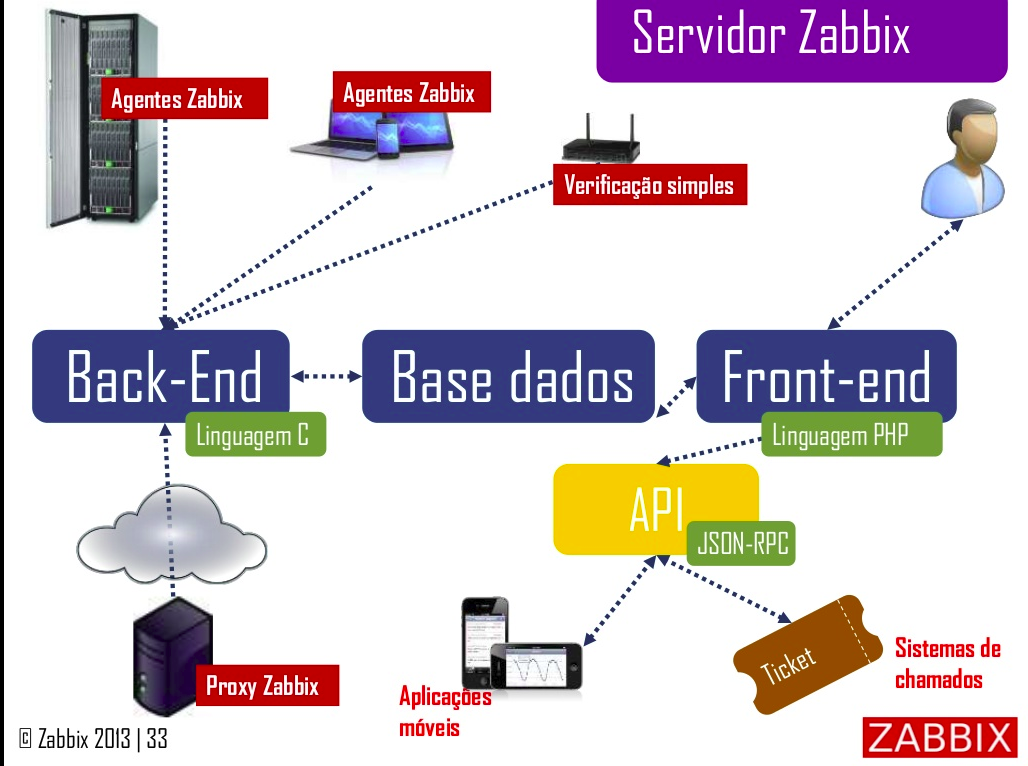 Servidor Zabbix
Agentes Zabbix
Agentes Zabbix
Verificação simples
Back-End
Base dados
Front-end
Linguagem C
Linguagem PHP
API
JSON-RPC
Ticket
Sistemas de
chamados
Proxy Zabbix
Aplicações
móveis
© Zabbix 2013 | 33
ZABBIX